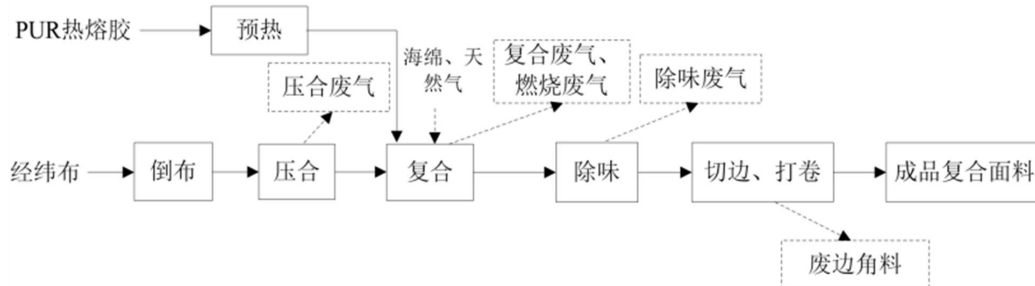 PUR热熔胶
预热
海绵、天
然气
复合废气、
燃烧废气
除味废气
压合废气
经纬布
倒布
压合
复合
除味
切边、打卷
成品复合面料
废边角料